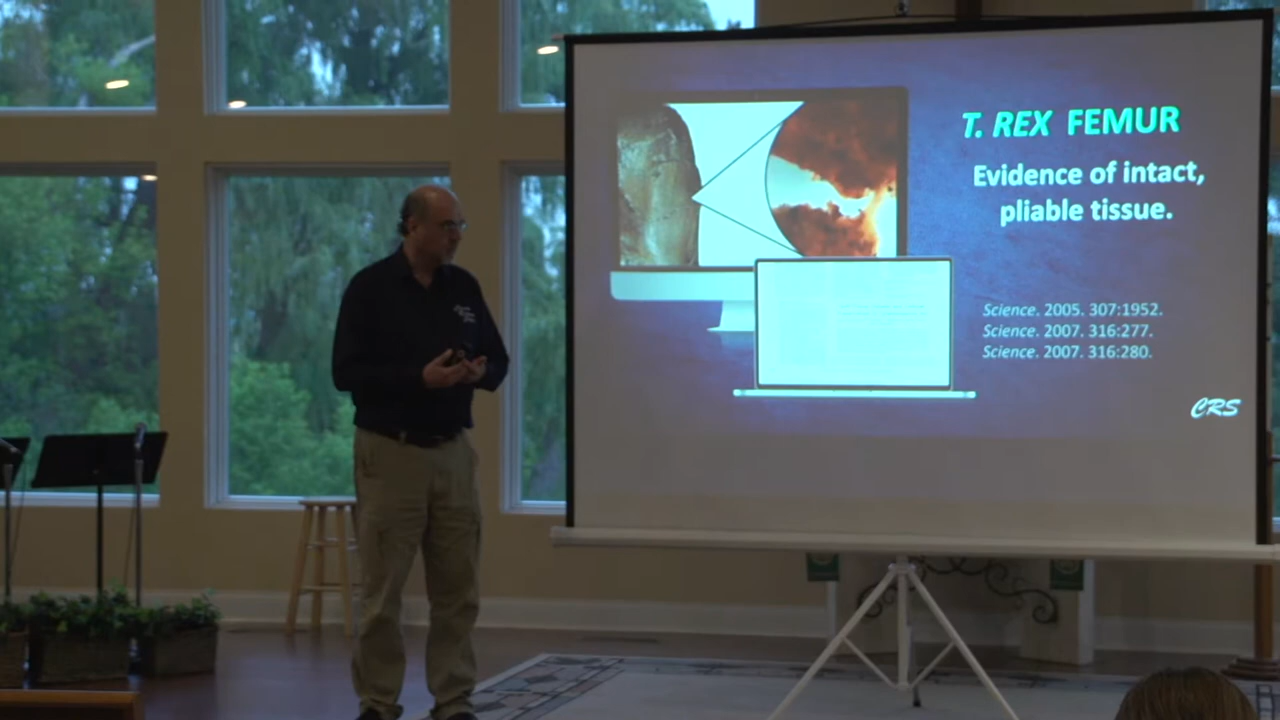 T. REX FEMUR
Evidence of intact,
pliable tissue.
Science. 2005. 307:1952.
Science. 2007. 316:277.
Science. 2007. 316:280.
CRS